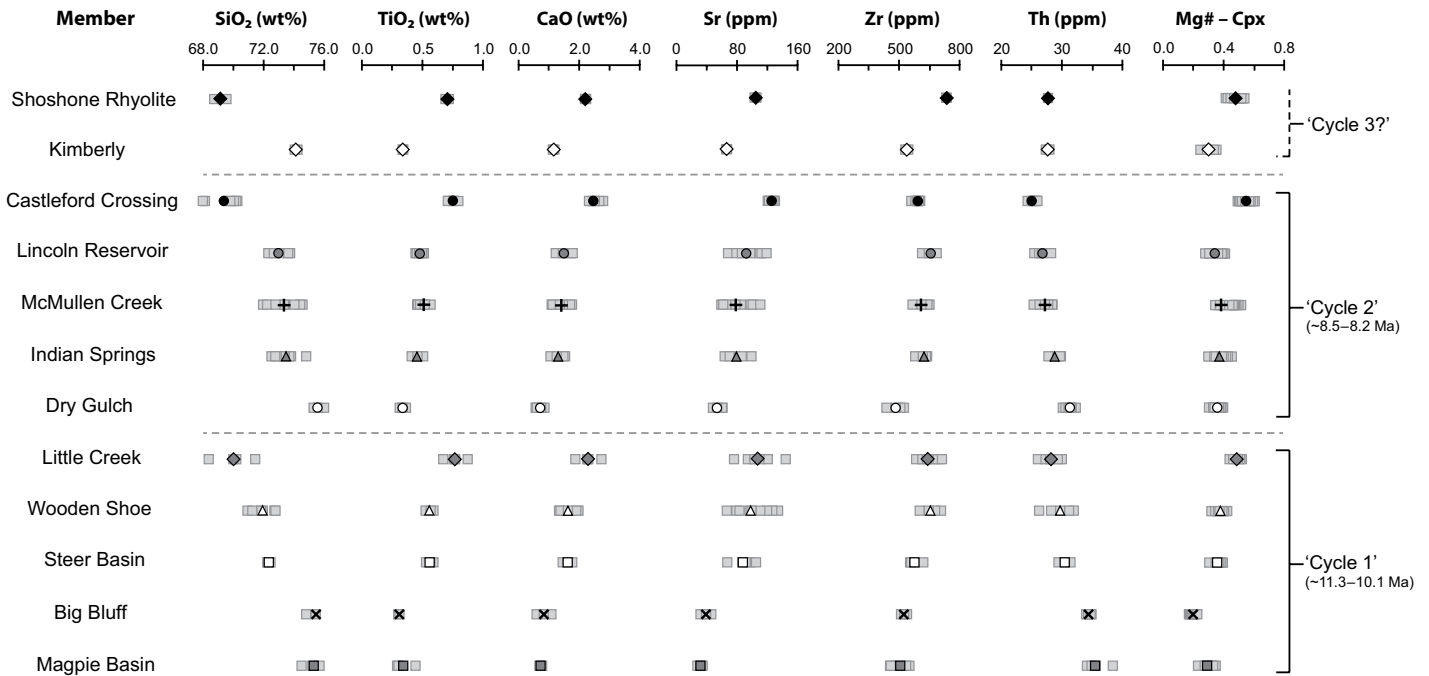 Member SiO₂ (wt%) TiO₂ (wt%) CaO (wt%) Sr (ppm) Zr (ppm) Th (ppm) Mg# – Cpx
68.0 72.0 76.0 0.0 0.5 1.0 0.0 2.0 4.0 0 80 160 200 500 800 20 30 40 0.0 0.4 0.8
Shoshone Rhyolite
‘Cycle 3?’
Kimberly
Castleford Crossing
Lincoln Reservoir
McMullen Creek
‘Cycle 2’
(~8.5–8.2 Ma)
Indian Springs
Dry Gulch
Little Creek
Wooden Shoe
Steer Basin
‘Cycle 1’
(~11.3–10.1 Ma)
Big Bluff
Magpie Basin